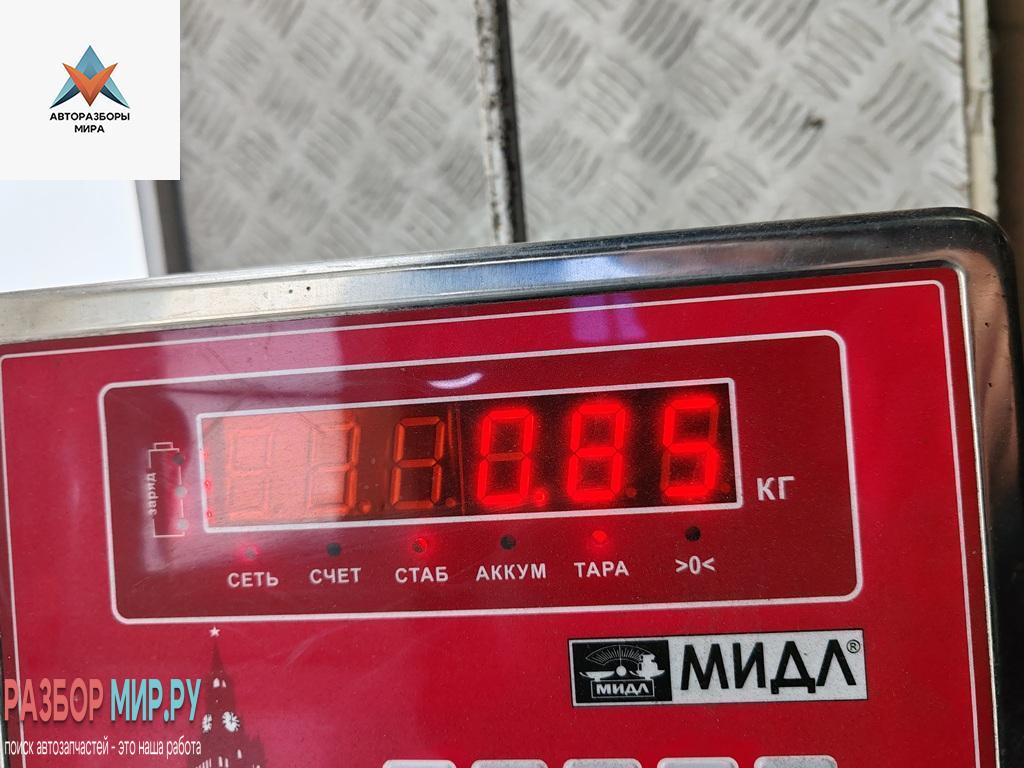 АВТОРАЗБОРЫ
МИРА
заряд
0.85
КГ
СЕТЬ СЧЕТ СТАБ АККУМ ТАРА >0<
МИДЛ МИДЛ®
РАЗБОР МИР.РУ
поиск автозапчастей - это наша работа